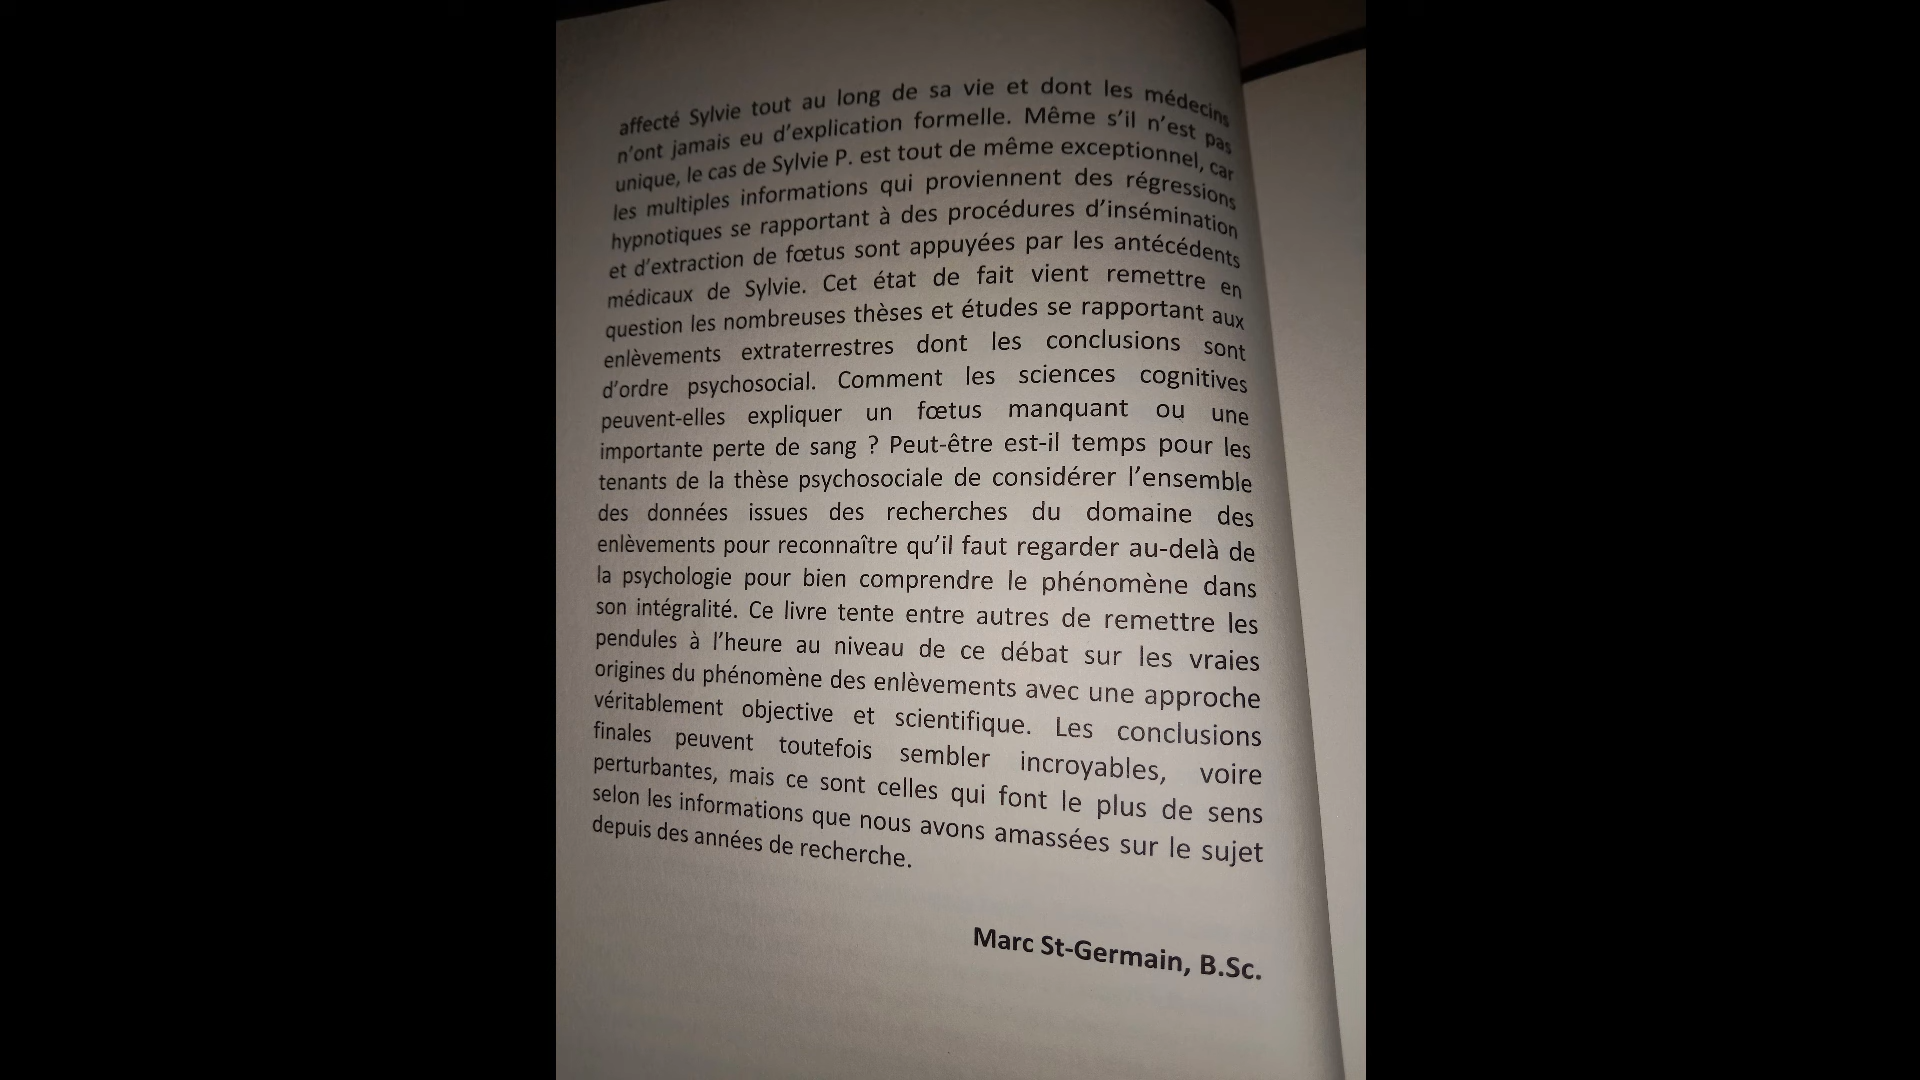 affecté Sylvie tout au long de sa vie et dont les médecins
n'ont jamais eu d'explication formelle. Même s'il n'est pas
unique, le cas de Sylvie P. est tout de même exceptionnel, car
les multiples informations qui proviennent des régressions
hypnotiques se rapportant à des procédures d'insémination
et d'extraction de fœtus sont appuyées par les antécédents
médicaux de Sylvie. Cet état de fait vient remettre en
question les nombreuses thèses et études se rapportant aux
enlèvements extraterrestres dont les conclusions sont
d'ordre psychosocial. Comment les sciences cognitives
peuvent-elles expliquer un fœtus manquant ou une
importante perte de sang ? Peut-être est-il temps pour les
tenants de la thèse psychosociale de considérer l'ensemble
des données issues des recherches du domaine des
enlèvements pour reconnaître qu'il faut regarder au-delà de
la psychologie pour bien comprendre le phénomène dans
son intégralité. Ce livre tente entre autres de remettre les
pendules à l'heure au niveau de ce débat sur les vraies
origines du phénomène des enlèvements avec une approche
véritablement objective et scientifique. Les conclusions
finales peuvent toutefois sembler incroyables, voire
perturbantes, mais ce sont celles qui font le plus de sens
selon les informations que nous avons amassées sur le sujet
depuis des années de recherche.
Marc St-Germain, B.Sc.